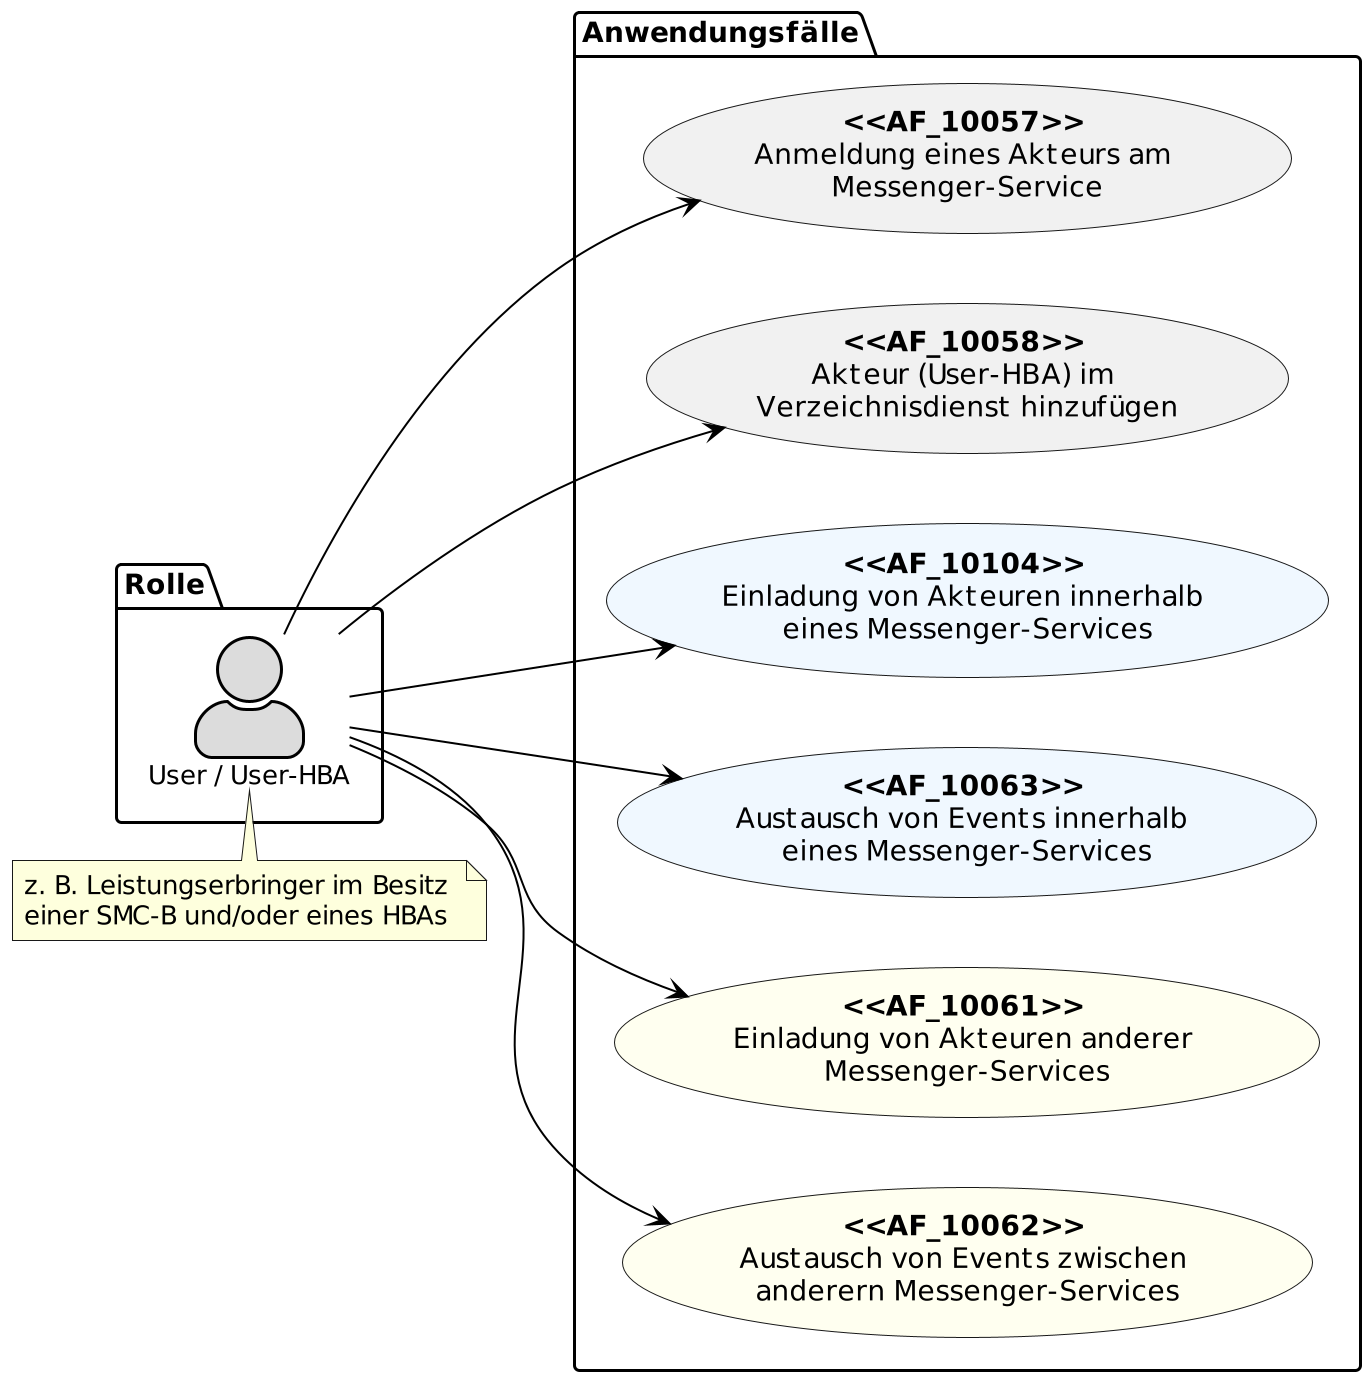 Anwendungsfälle
<<AF_10057>>
Anmeldung eines Akteurs am
Messenger-Service
<<AF_10058>>
Akteur (User-HBA) im
Verzeichnisdienst hinzufügen
<<AF_10104>>
Einladung von Akteuren innerhalb
eines Messenger-Services
Rolle
User / User-HBA
<<AF_10063>>
Austausch von Events innerhalb
eines Messenger-Services
z. B. Leistungserbringer im Besitz
einer SMC-B und/oder eines HBAs
<<AF_10061>>
Einladung von Akteuren anderer
Messenger-Services
<<AF_10062>>
Austausch von Events zwischen
anderern Messenger-Services